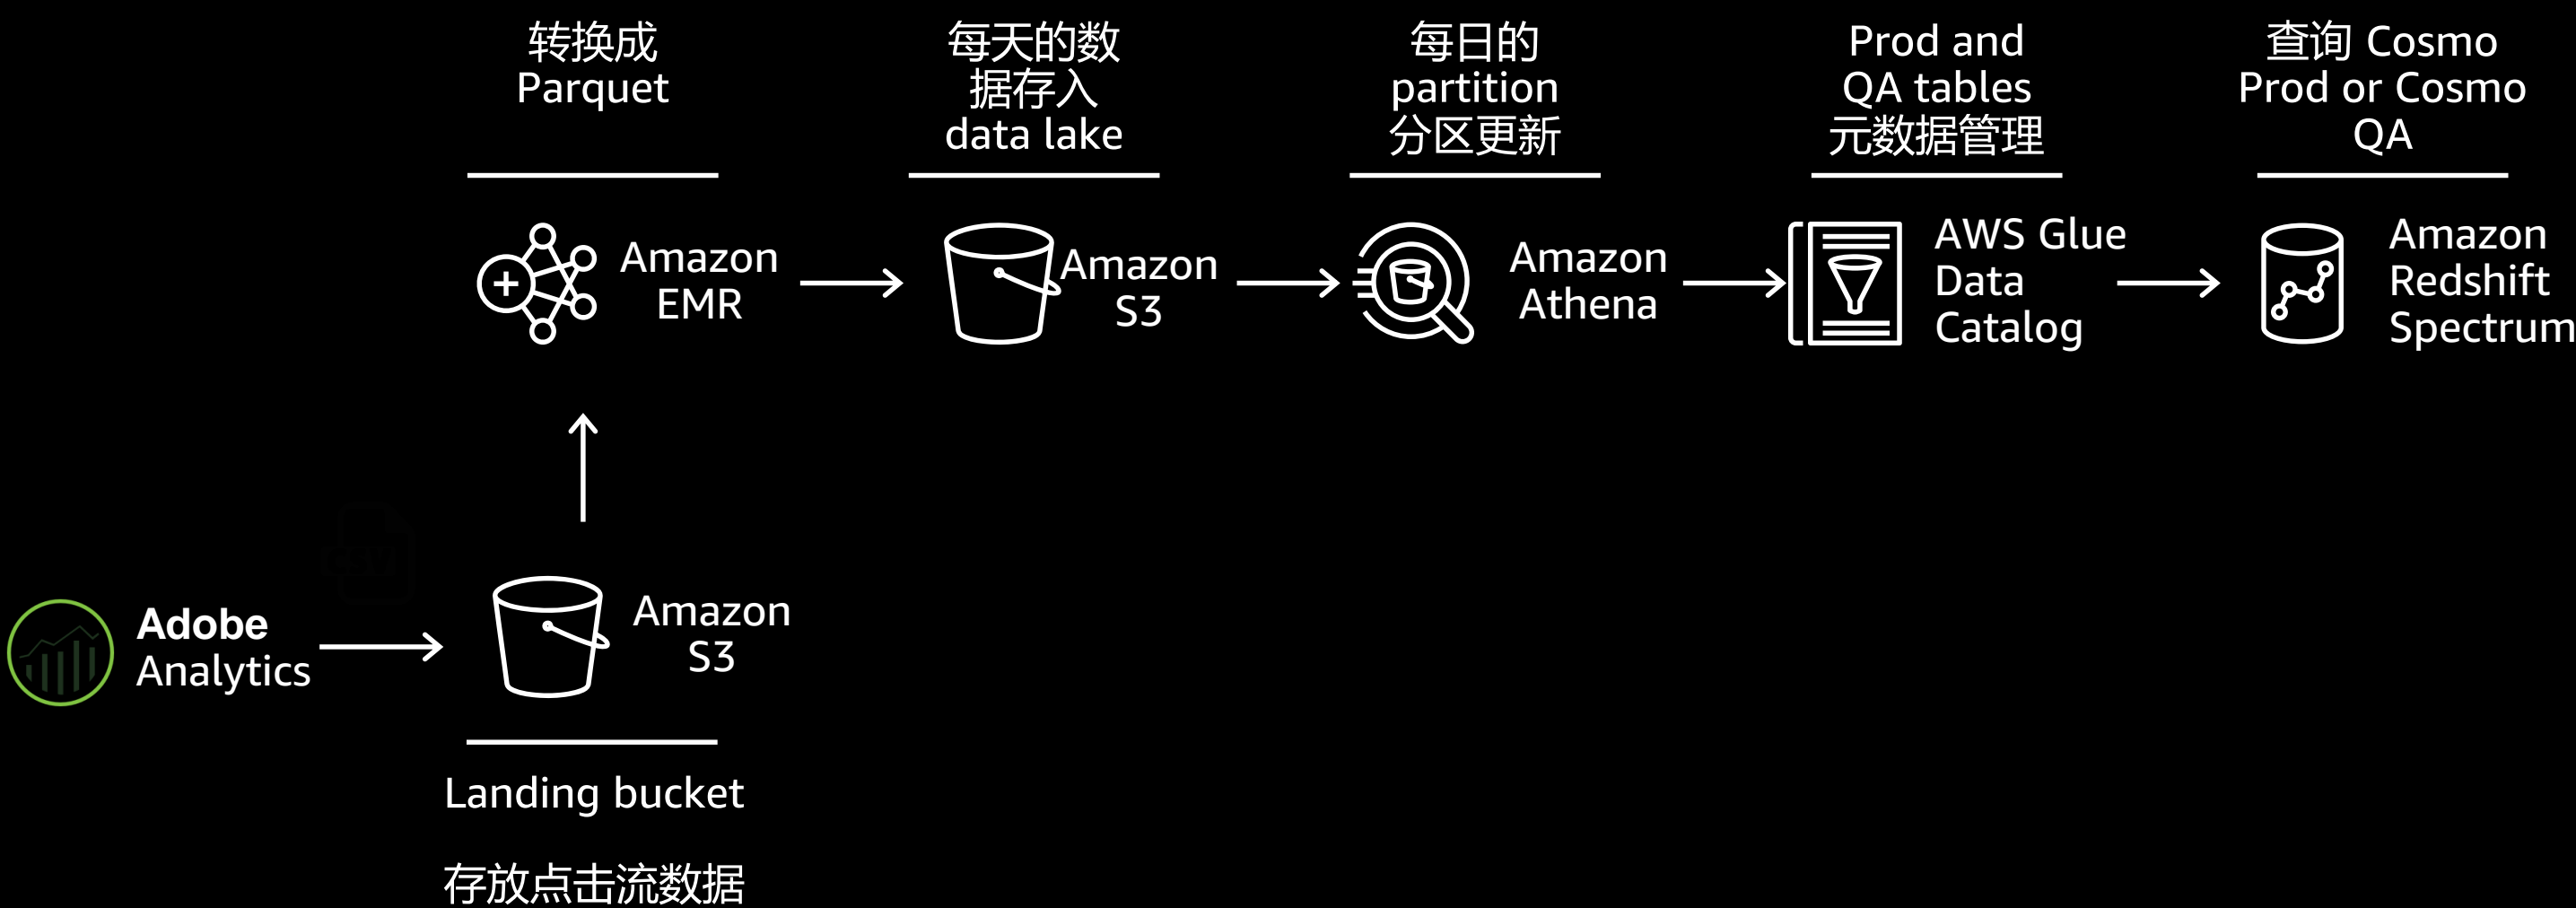 转换成
Parquet
每天的数
据存入
data lake
每日的
partition
分区更新
Prod and
QA tables
元数据管理
查询 Cosmo
Prod or Cosmo
QA
Amazon
EMR
Amazon
S3
Amazon
Athena
AWS Glue
Data
Catalog
Amazon
Redshift
Spectrum
Adobe
Analytics
Amazon
S3
Landing bucket
存放点击流数据